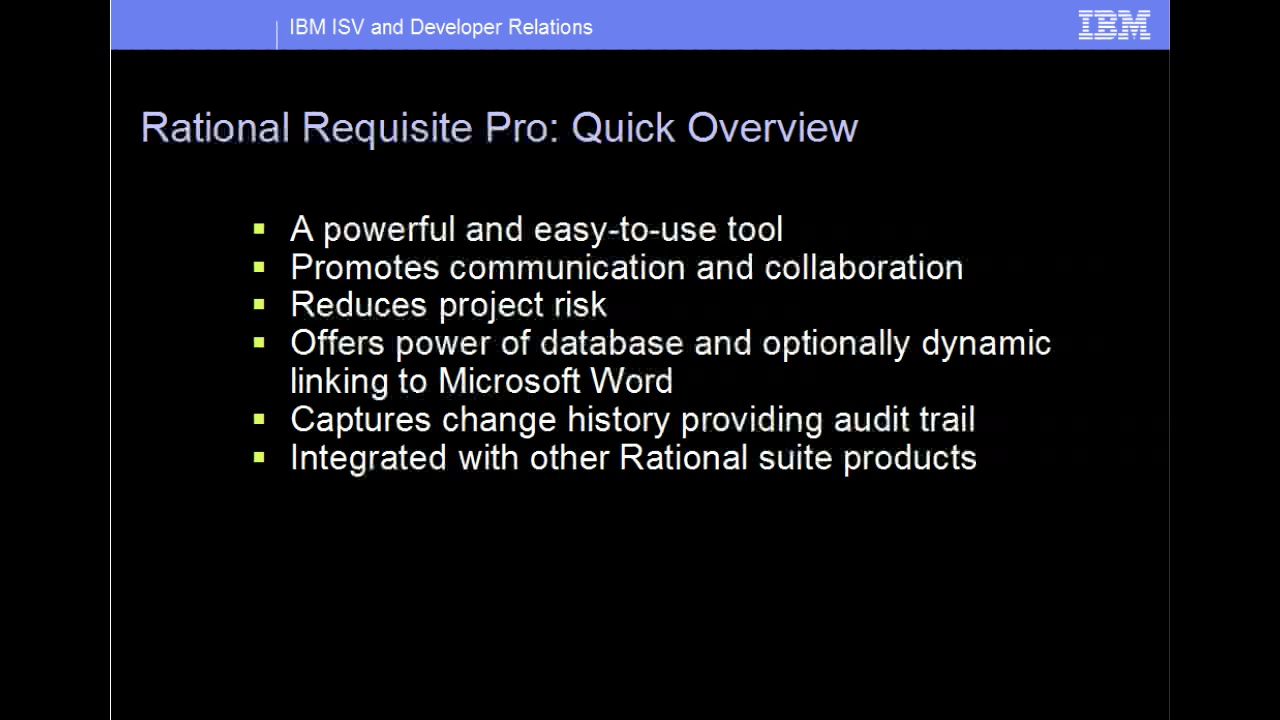 IBM ISV and Developer Relations
IBM
Rational Requisite Pro: Quick Overview
▪ A powerful and easy-to-use tool
▪ Promotes communication and collaboration
▪ Reduces project risk
▪ Offers power of database and optionally dynamic
linking to Microsoft Word
▪ Captures change history providing audit trail
▪ Integrated with other Rational suite products